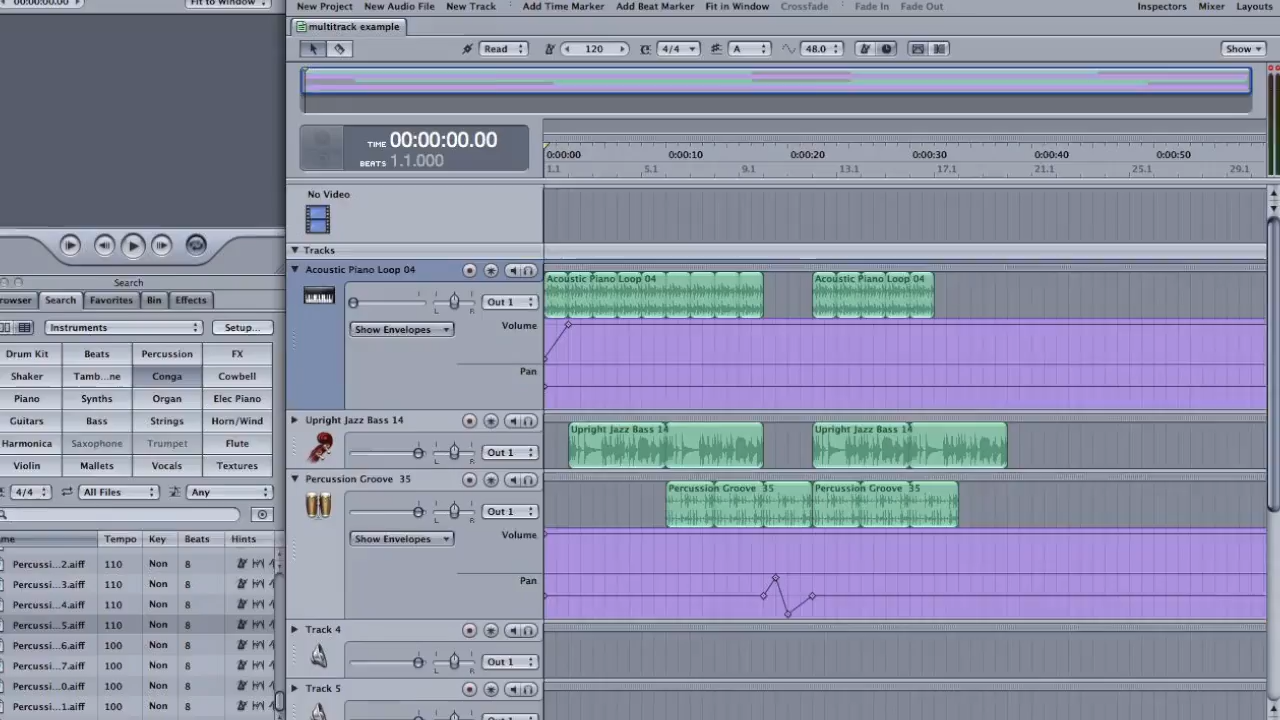 00:00:00.00 Fit to Window
New Project New Audio File New Track Add Time Marker Add Beat Marker Fit in Window Crossfade Fade In Fade Out Inspectors Mixer Layouts
multitrack example
Read 120 4/4 A 48.0 Show
TIME 00:00:00.00
BEATS 1.1.000
0:00:00 0:00:10 0:00:20 0:00:30 0:00:40 0:00:50
1.1 5.1 9.1 13.1 17.1 21.1 25.1 29.1
No Video
Tracks
Acoustic Piano Loop 04
L R Out 1
Show Envelopes
Volume
Pan
Acoustic Piano Loop 04 Acoustic Piano Loop 04
Upright Jazz Bass 14
L R Out 1
Upright Jazz Bass 14 Upright Jazz Bass 14
Percussion Groove 35
L R Out 1
Show Envelopes
Volume
Pan
Percussion Groove 35 Percussion Groove 35
Track 4
L R Out 1
Track 5
Search
rowser Search Favorites Bin Effects
Instruments Setup...
Drum Kit Beats Percussion FX
Shaker Tamb...ne Conga Cowbell
Piano Synths Organ Elec Piano
Guitars Bass Strings Horn/Wind
Harmonica Saxophone Trumpet Flute
Violin Mallets Vocals Textures
4/4 All Files Any
ame Tempo Key Beats Hints
Percussi...2.aiff 110 Non 8
Percussi...3.aiff 110 Non 8
Percussi...4.aiff 110 Non 8
Percussi...5.aiff 110 Non 8
Percussi...6.aiff 100 Non 8
Percussi...7.aiff 100 Non 8
Percussi...0.aiff 100 Non 8
Percussi...1.aiff 100 Non 8